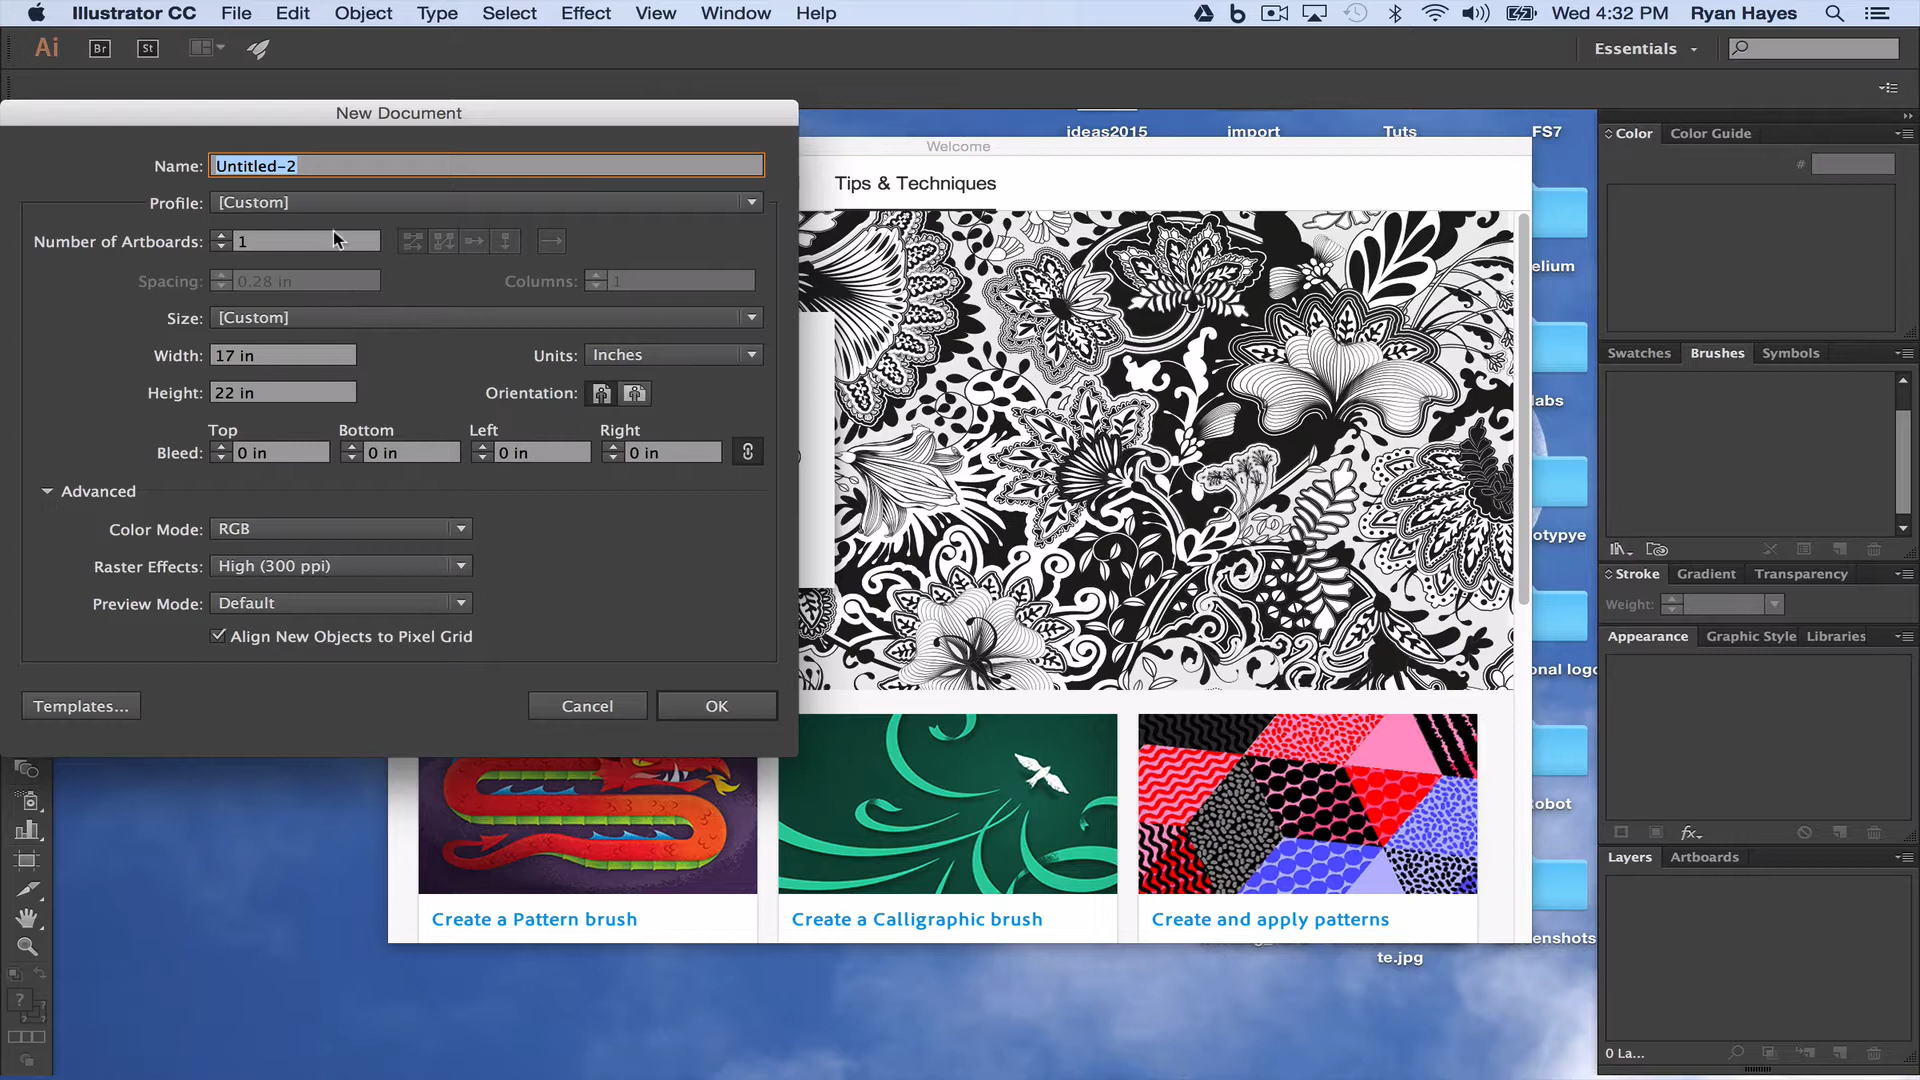 Illustrator CC File Edit Object Type Select Effect View Window Help Wed 4:32 PM Ryan Hayes
Ai Br St Essentials
New Document
Name: Untitled-2
Profile: [Custom]
Number of Artboards: 1
Spacing: 0.28 in Columns: 1
Size: [Custom]
Width: 17 in Units: Inches
Height: 22 in Orientation:
Top Bottom Left Right
Bleed: 0 in 0 in 0 in 0 in
Advanced
Color Mode: RGB
Raster Effects: High (300 ppi)
Preview Mode: Default
Align New Objects to Pixel Grid
Templates... Cancel OK
ideas2015 import Tuts FS7
Welcome
Tips & Techniques
elium
labs
otypye
onal logo
Robot
enshots
te.jpg
Create a Pattern brush
Create a Calligraphic brush
Create and apply patterns
Color Color Guide
#
Swatches Brushes Symbols
Stroke Gradient Transparency
Weight:
Appearance Graphic Style Libraries
fx
Layers Artboards
0 La...
?